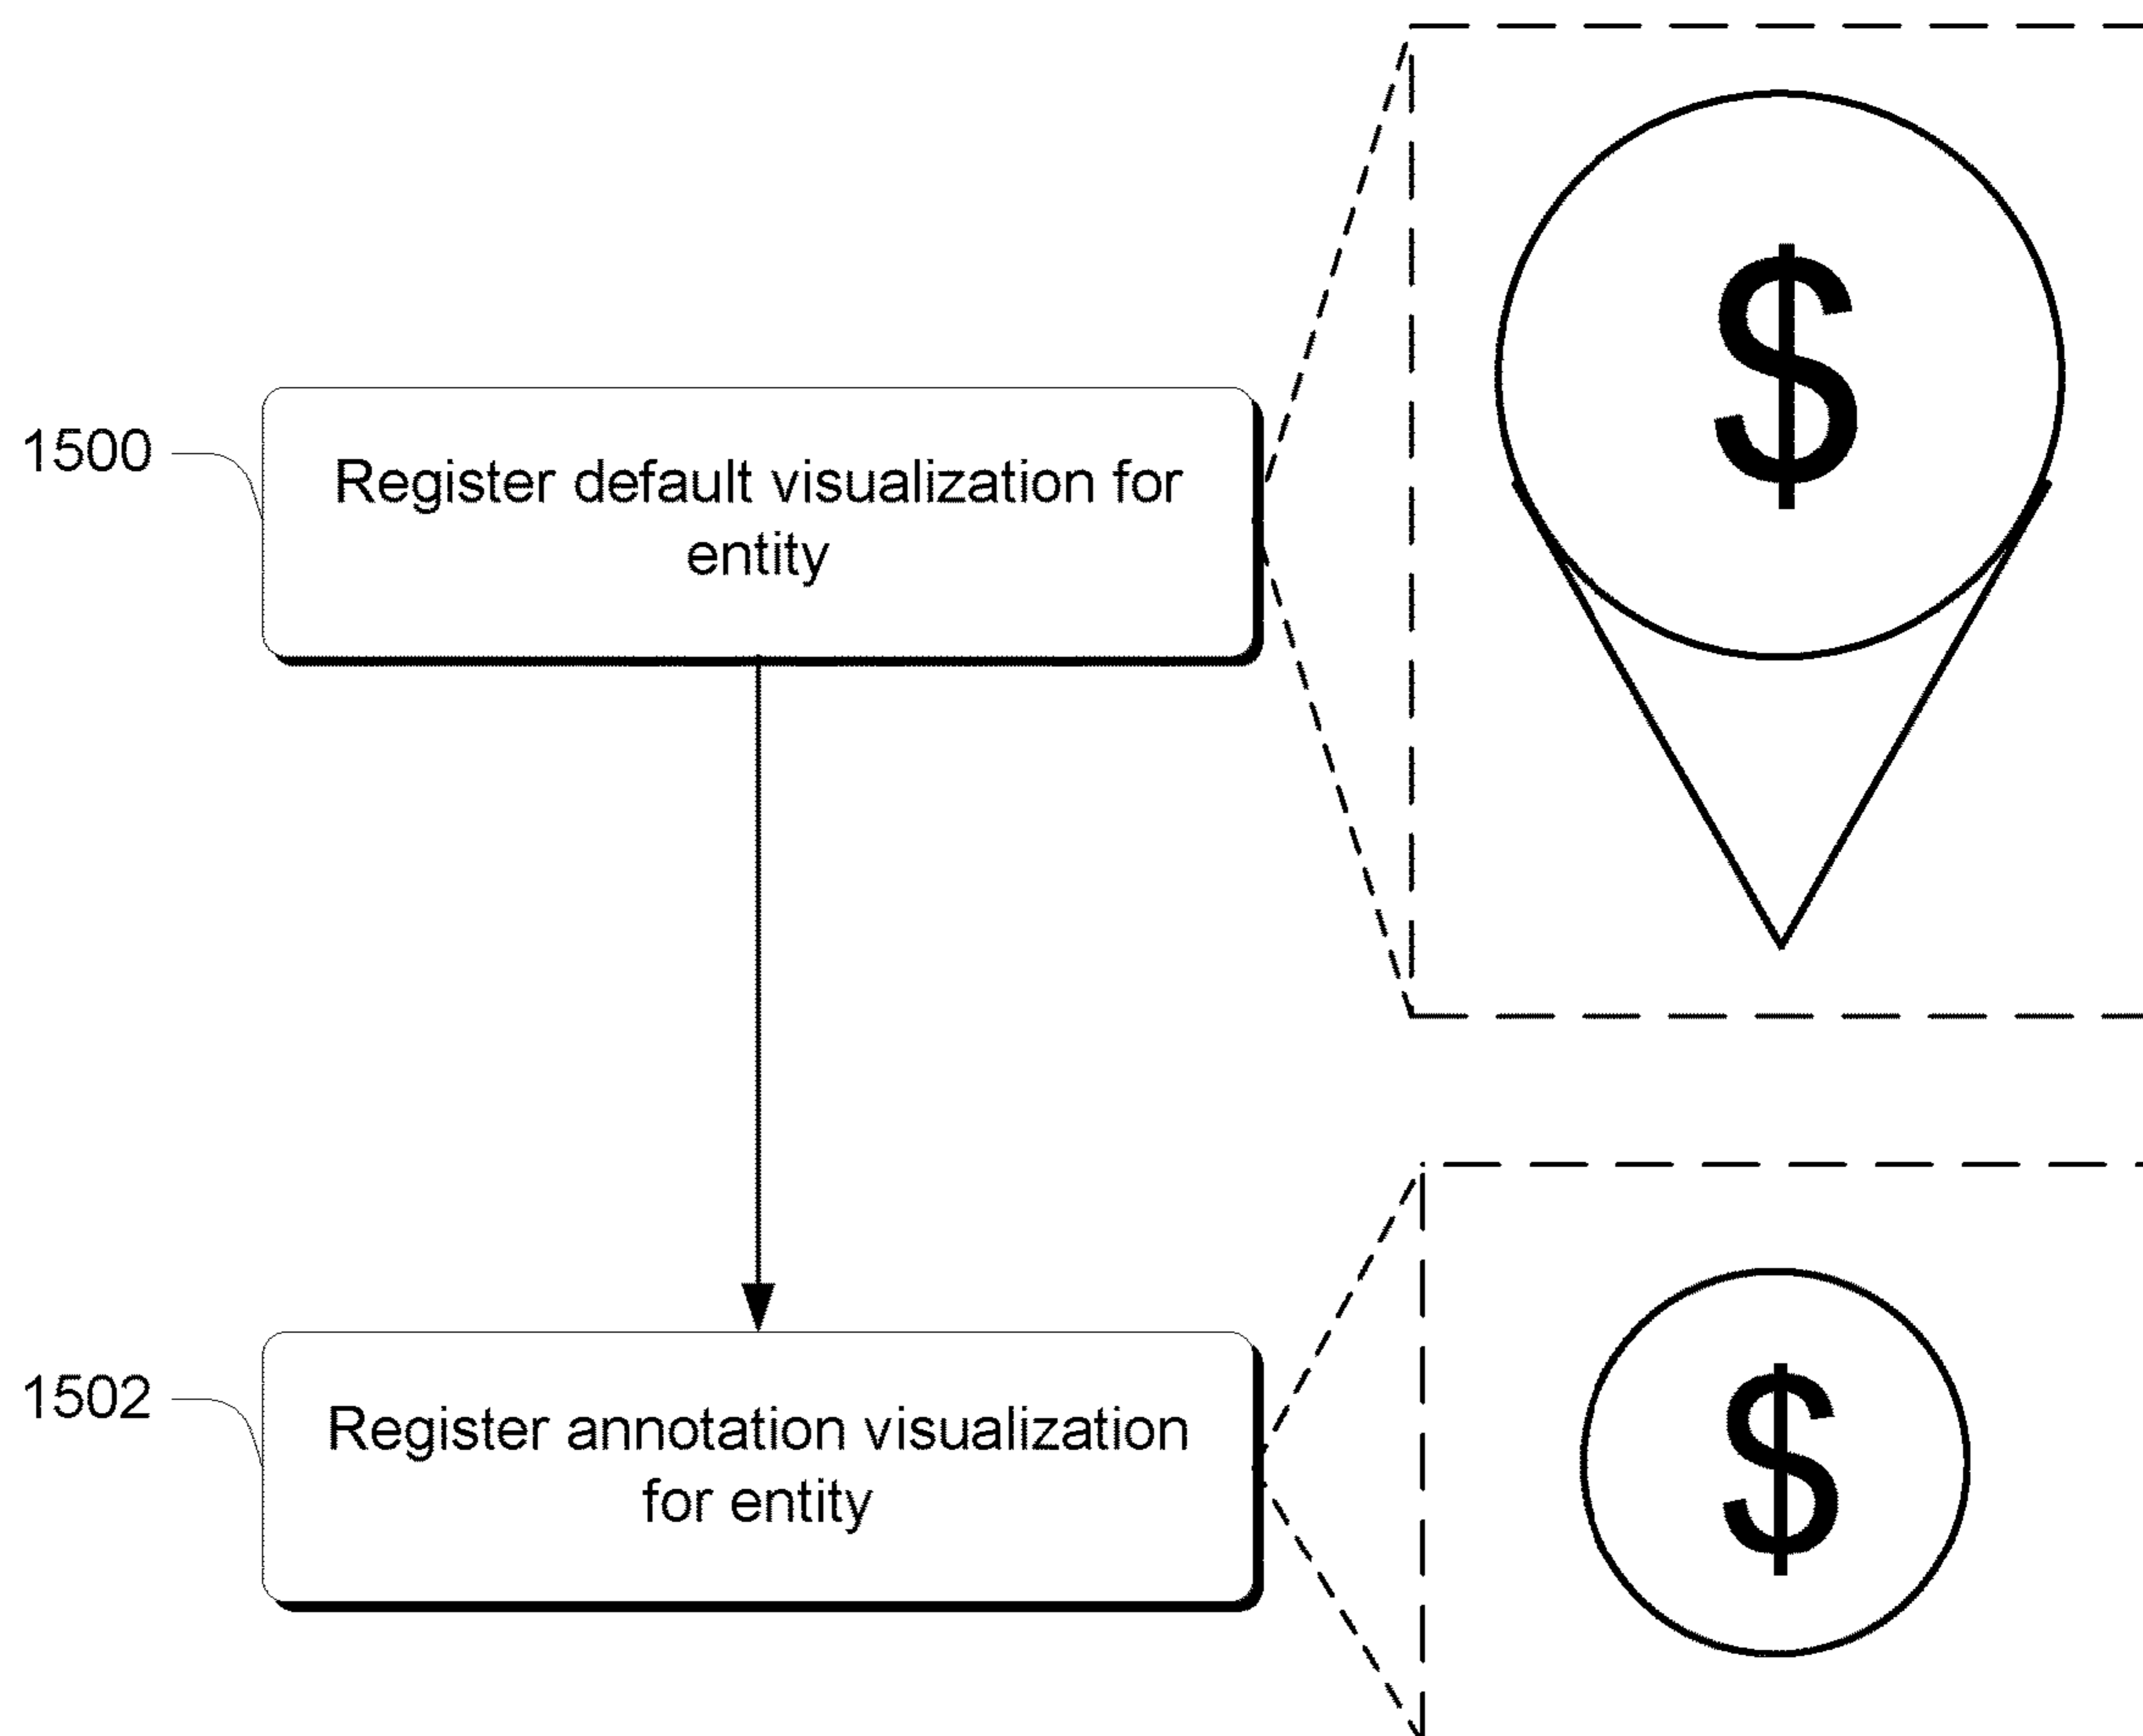 $
1500
Register default visualization for
entity
1502
Register annotation visualization
for entity
$